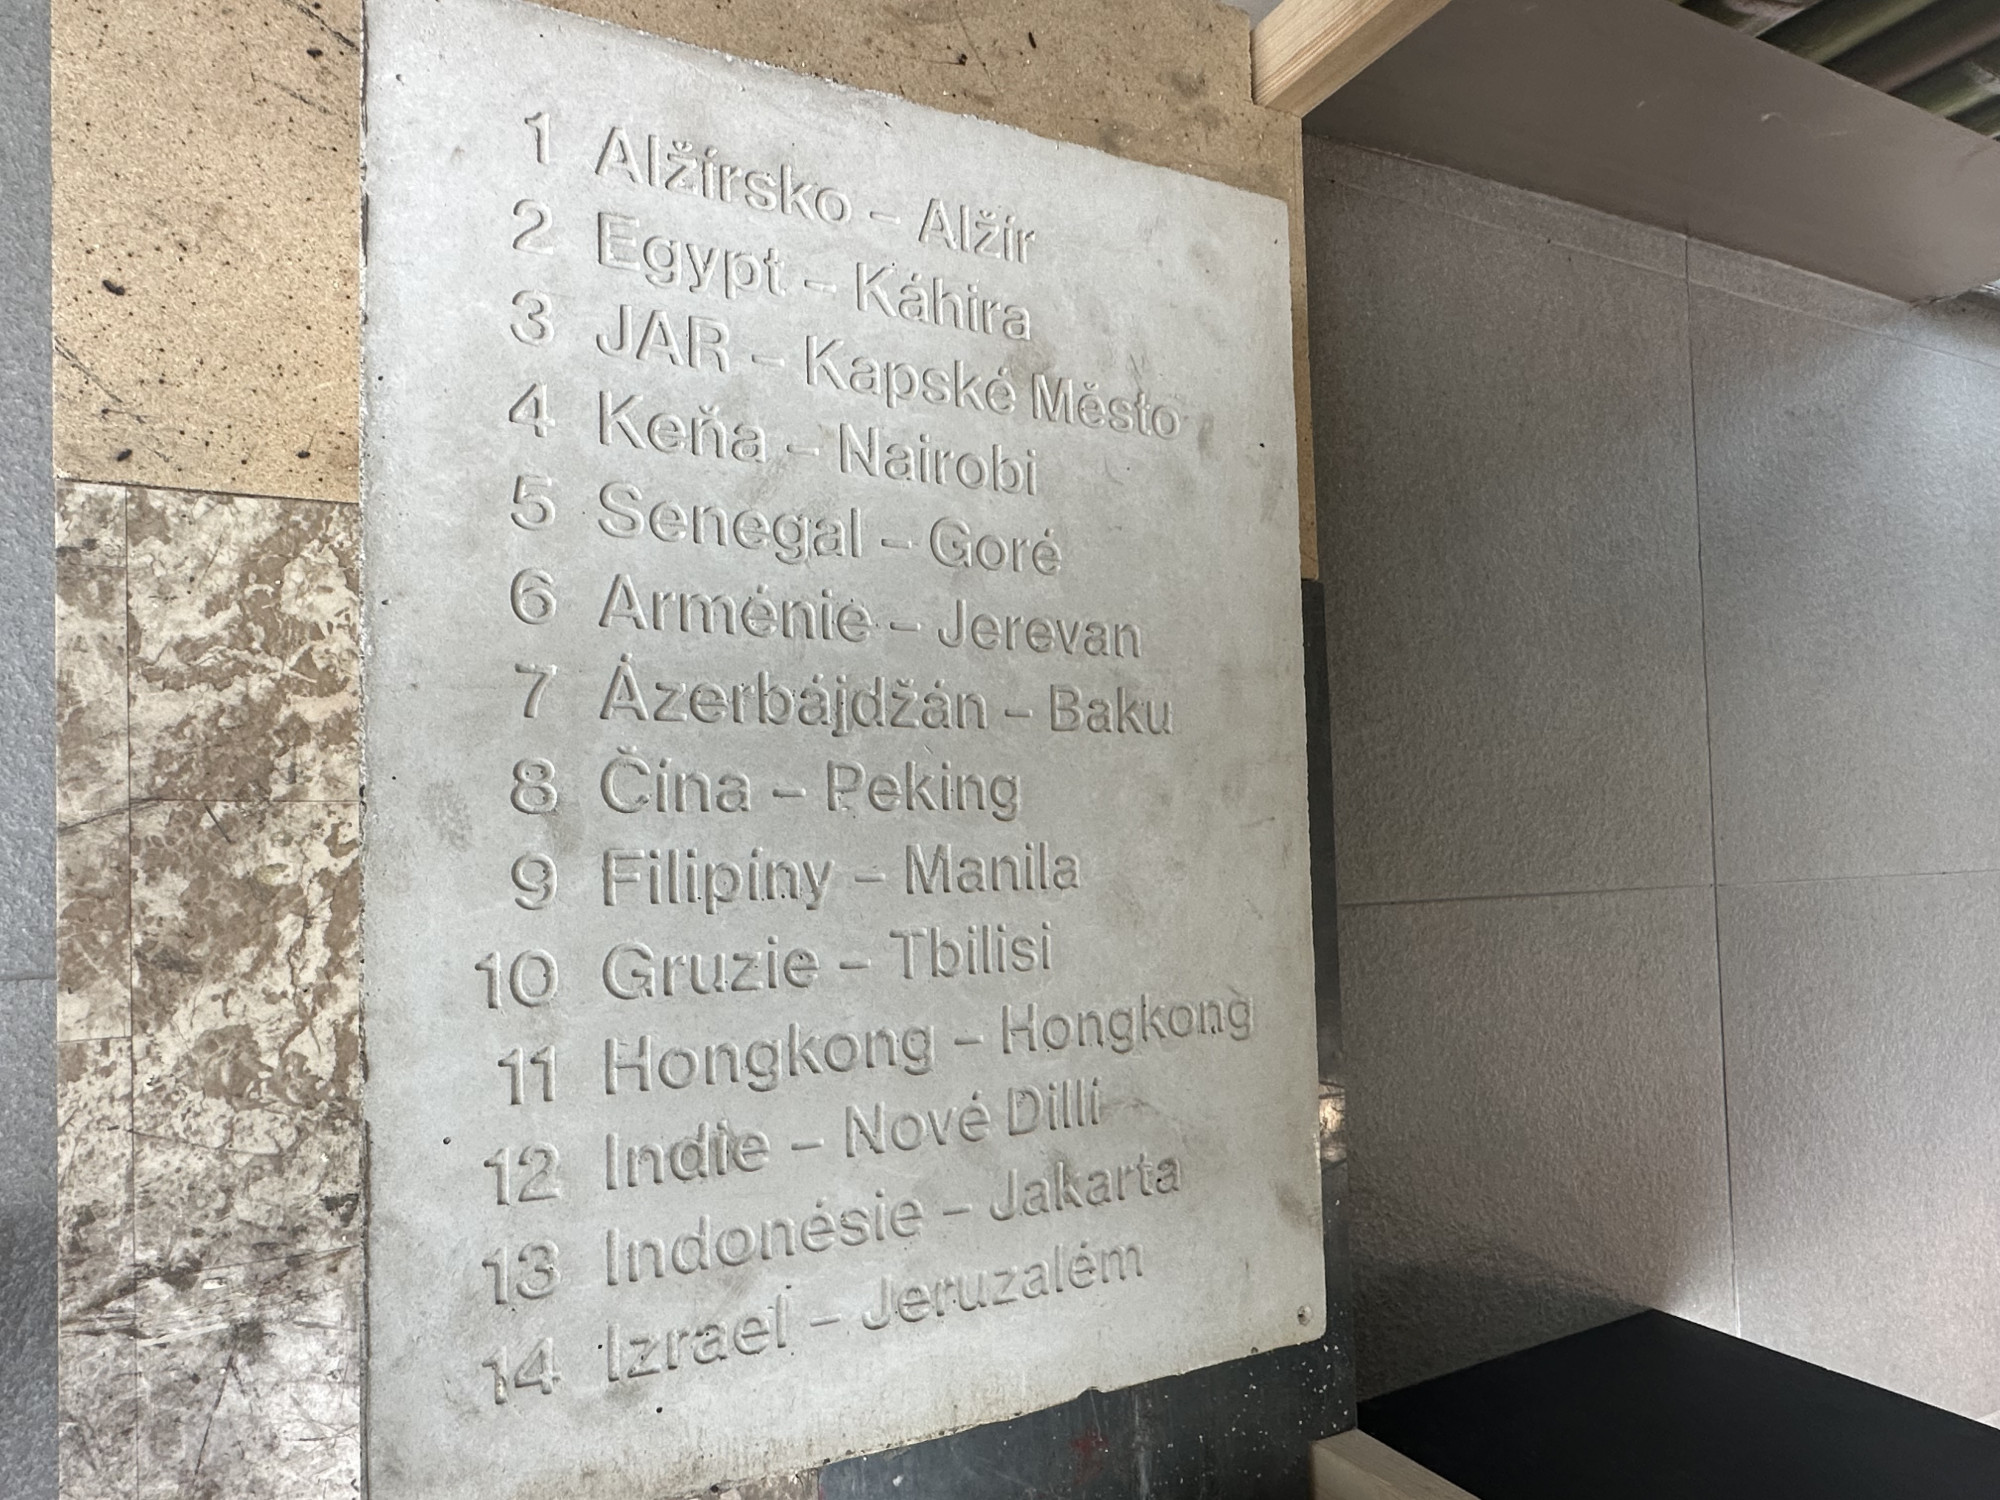 1 Alžírsko – Alžír
2 Egypt – Káhira
3 JAR – Kapské Město
4 Keňa – Nairobi
5 Senegal – Goré
6 Arménie – Jerevan
7 Ázerbájdžán – Baku
8 Čína – Peking
9 Filipíny – Manila
10 Gruzie – Tbilisi
11 Hongkong – Hongkong
12 Indie – Nové Dillí
13 Indonésie – Jakarta
14 Izrael – Jeruzalém